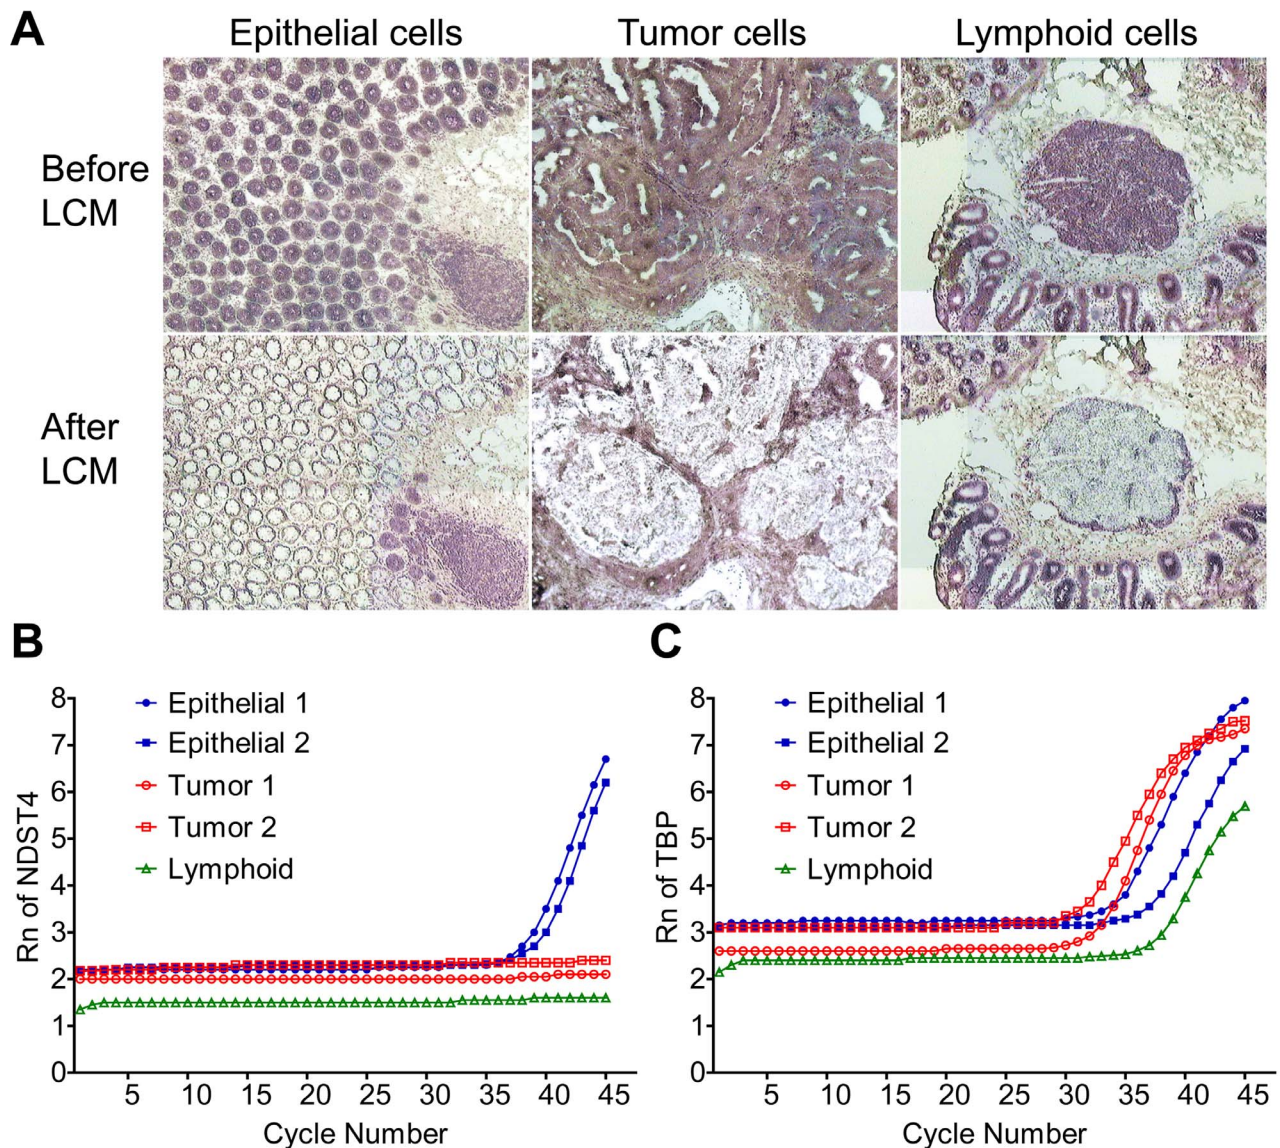 A
Epithelial cells
Tumor cells
Lymphoid cells
Before
LCM
After
LCM
B
Rn of NDST4
8
7
6
5
4
3
2
1
0
Epithelial 1
Epithelial 2
Tumor 1
Tumor 2
Lymphoid
5 10 15 20 25 30 35 40 45
Cycle Number
C
Rn of TBP
8
7
6
5
4
3
2
1
0
Epithelial 1
Epithelial 2
Tumor 1
Tumor 2
Lymphoid
5 10 15 20 25 30 35 40 45
Cycle Number